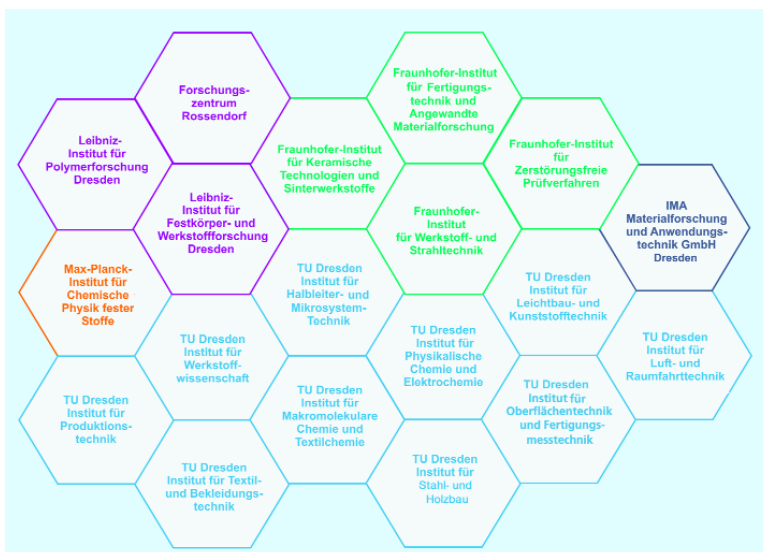 Forschungs-
zentrum
Rossendorf
Fraunhofer-Institut
für Fertigungs-
technik und
Angewandte
Materialforschung
Leibniz-
Institut für
Polymerforschung
Dresden
Fraunhofer-Institut
für Keramische
Technologien und
Sinterwerkstoffe
Fraunhofer-Institut
für
Zerstörungsfreie
Prüfverfahren
Leibniz-
Institut für
Festkörper- und
Werkstoffforschung
Dresden
Fraunhofer-
Institut
für Werkstoff- und
Strahltechnik
IMA
Materialforschung
und Anwendungs-
technik GmbH
Dresden
Max-Planck-
Institut für
Chemische
Physik fester
Stoffe
TU Dresden
Institut für
Halbleiter- und
Mikrosystem-
Technik
TU Dresden
Institut für
Leichtbau- und
Kunststofftechnik
TU Dresden
Institut für
Werkstoff-
wissenschaft
TU Dresden
Institut für
Physikalische
Chemie und
Elektrochemie
TU Dresden
Institut für
Luft- und
Raumfahrttechnik
TU Dresden
Institut für
Produktions-
technik
TU Dresden
Institut für
Makromolekulare
Chemie und
Textilchemie
TU Dresden
Institut für
Oberflächentechnik
und Fertigungs-
messtechnik
TU Dresden
Institut für Textil-
und Bekleidungs-
technik
TU Dresden
Institut für
Stahl- und
Holzbau